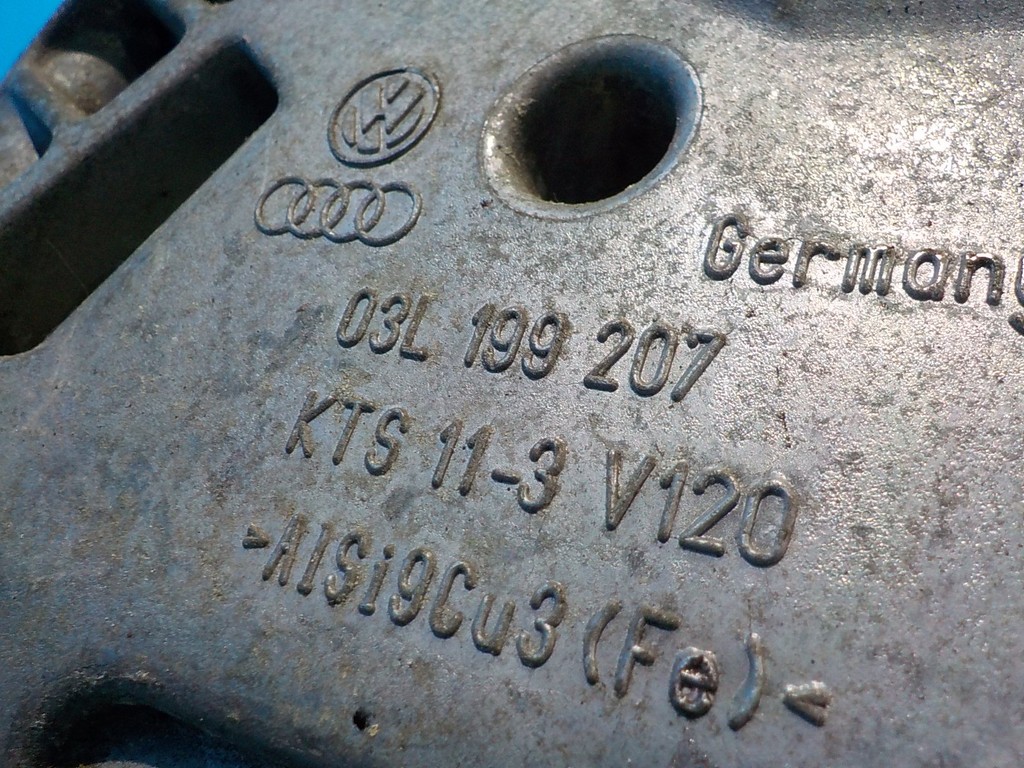 Germany
03L 199 207
KTS 11-3 V120
>AlSi9Cu3(Fe)<